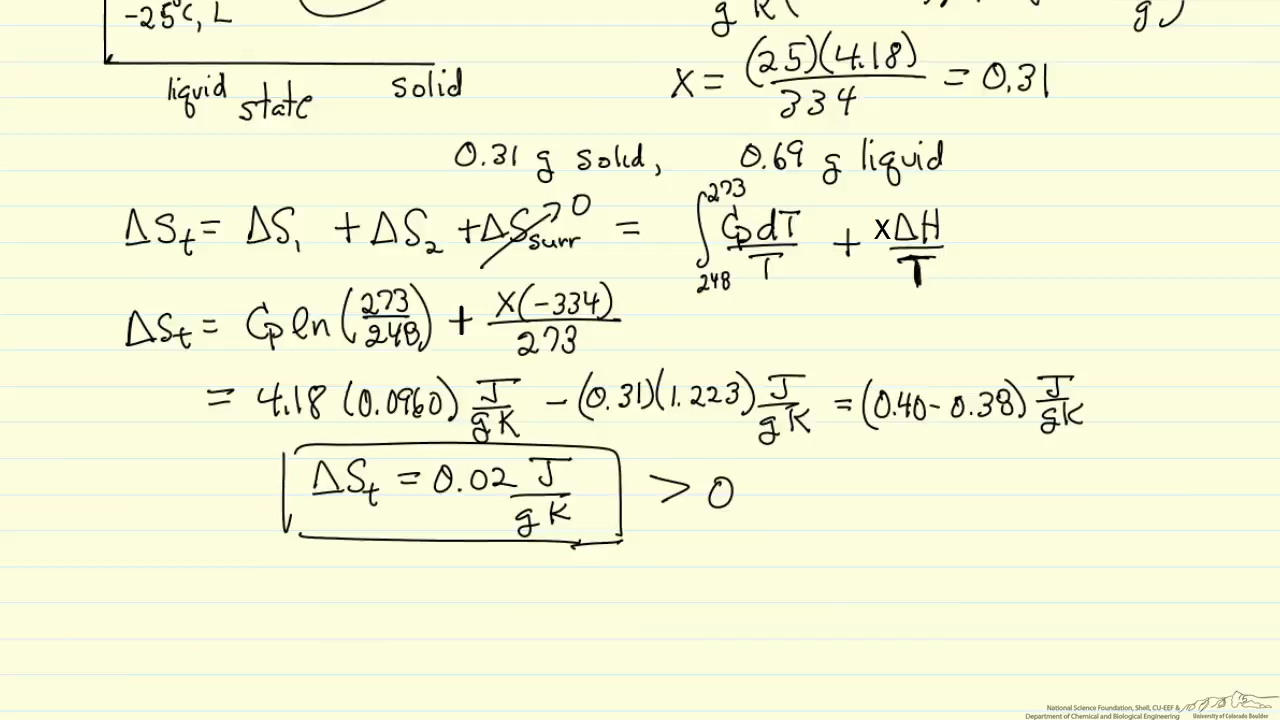 -25°C, L
g K(
g)
liquid state solid
X = (25)(4.18)/334 = 0.31
0.31 g solid, 0.69 g liquid
ΔSt = ΔS1 + ΔS2 + ΔSsurr → 0 = ∫248^273 Cp dT/T + XΔH/T
ΔSt = Cp ln(273/248) + X(-334)/273
= 4.18 (0.0960) J/gK - (0.31)(1.223) J/gK = (0.40 - 0.38) J/gK
ΔSt = 0.02 J/gK > 0
National Science Foundation, Shell, CU-EEF &
Department of Chemical and Biological Engineering
University of Colorado Boulder